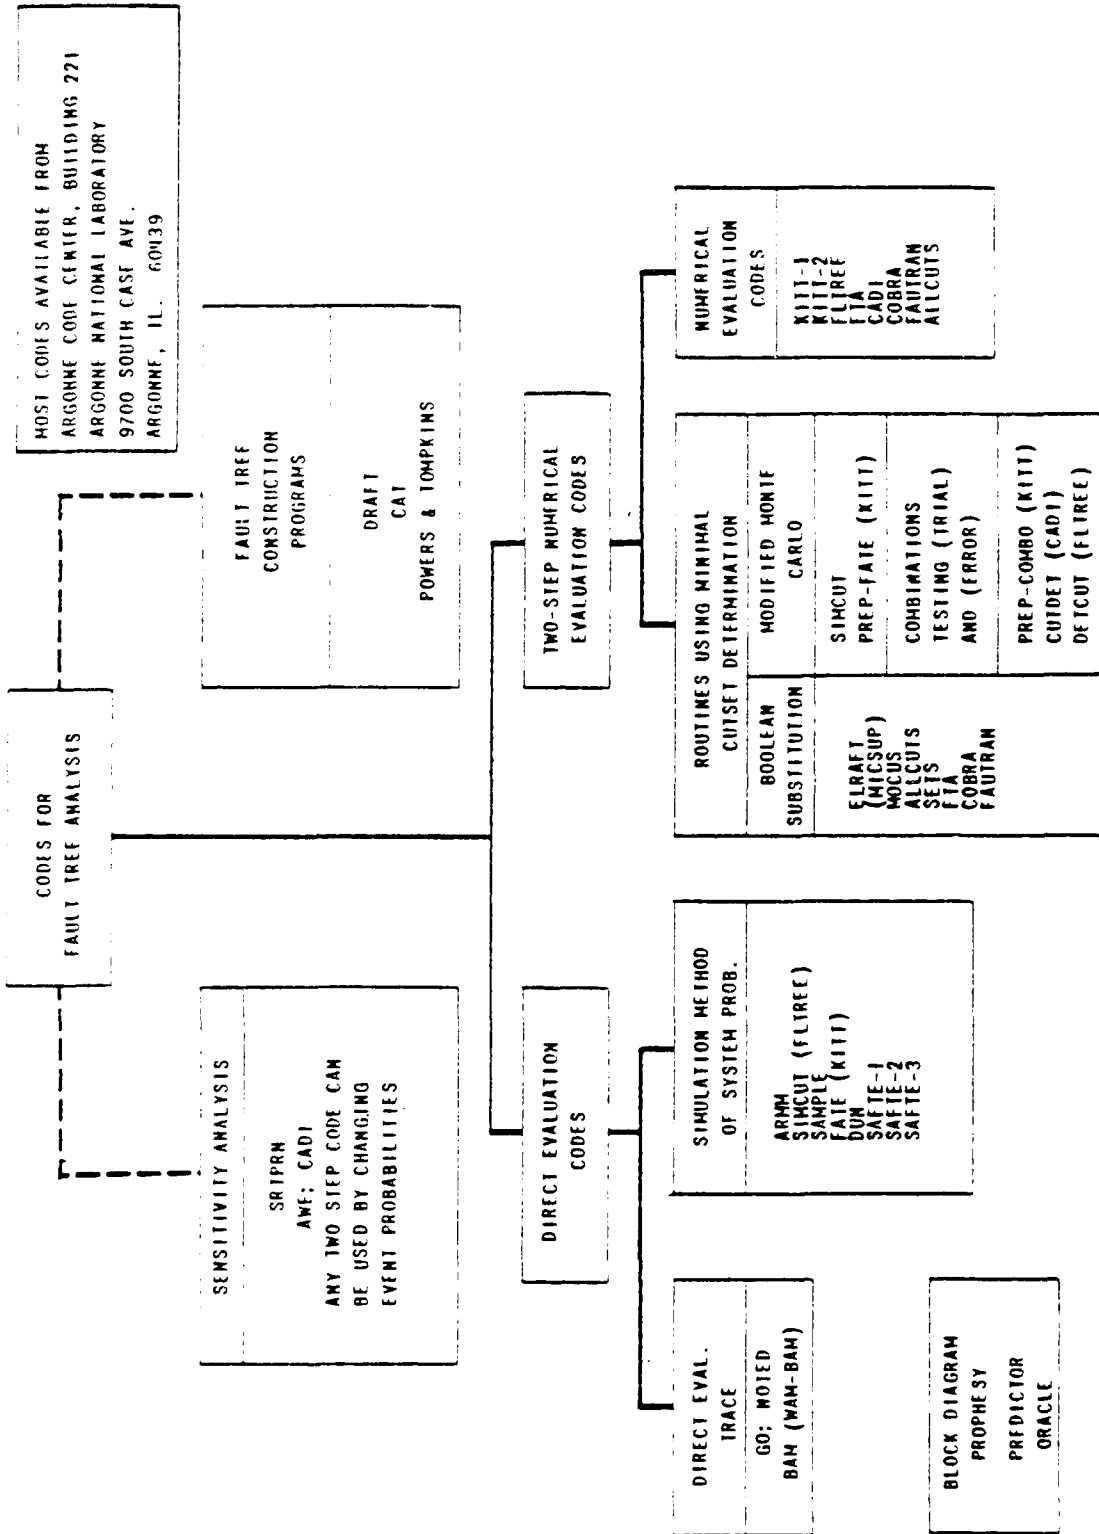 MOST CODES AVAILABLE FROM
ARGONNE CODE CENTER, BUILDING 221
ARGONNE NATIONAL LABORATORY
9700 SOUTH CASE AVE.
ARGONNE, IL. 60439
CODES FOR
FAULT TREE ANALYSIS
SENSITIVITY ANALYSIS
SRTPRN
AWE; CADI
ANY TWO STEP CODE CAN
BE USED BY CHANGING
EVENT PROBABILITIES
FAULT TREE
CONSTRUCTION
PROGRAMS
DRAFT
CAT
POWERS & TOMPKINS
DIRECT EVALUATION
CODES
TWO-STEP NUMERICAL
EVALUATION CODES
DIRECT EVAL.
TRACE
GO; NOTED
BAM (WAM-BAM)
SIMULATION METHOD
OF SYSTEM PROB.
ARMM
SIMCUT (FLTREE)
SAMPLE
FATE (KITT)
DUN
SAFTE-1
SAFTE-2
SAFTE-3
ROUTINES USING MINIMAL
CUTSET DETERMINATION
BOOLEAN
SUBSTITUTION
ELRAFT
(MICSUP)
MOCUS
ALLCUTS
SETS
FTA
COBRA
FAUTRAN
MODIFIED MONTE
CARLO
SIMCUT
PREP-FATE (KITT)
COMBINATIONS
TESTING (TRIAL)
AND (ERROR)
PREP-COMBO (KITT)
CUTDET (CADI)
DETCUT (FLTREE)
NUMERICAL
EVALUATION
CODES
KITT-1
KITT-2
FLTREE
FTA
CADI
COBRA
FAUTRAN
ALLCUTS
BLOCK DIAGRAM
PROPHESY
PREDICTOR
ORACLE